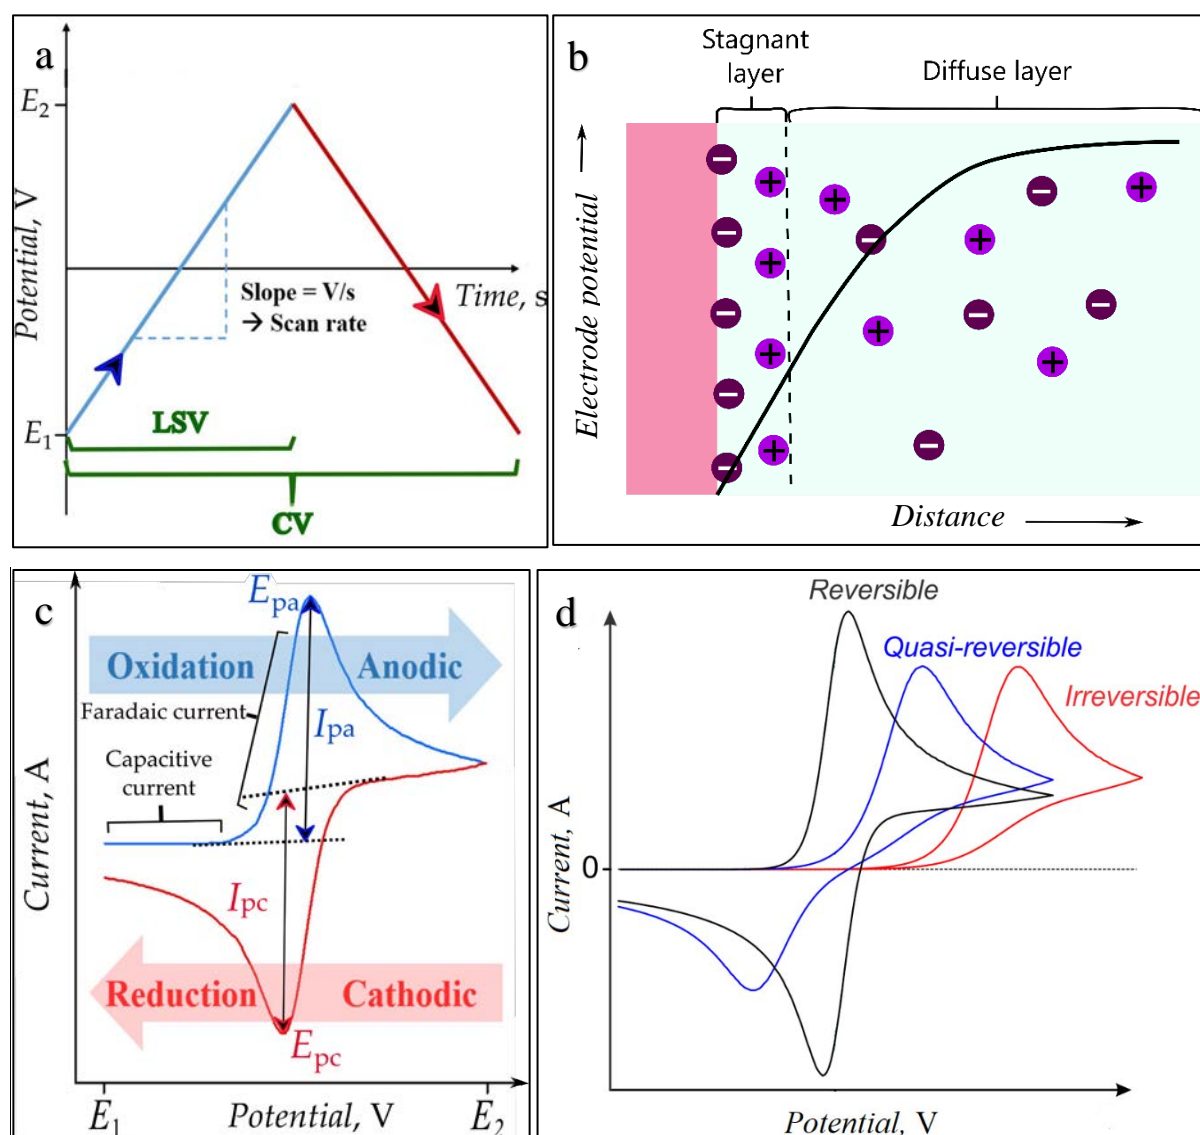 a
E2
Potential, V
Slope = V/s
→ Scan rate
Time, s
E1
LSV
CV
b
Stagnant
layer
Diffuse layer
Electrode potential
Distance
c
Epa
Oxidation
Anodic
Faradaic current
Ipa
Capacitive
current
Current, A
Ipc
Reduction
Cathodic
Epc
E1
Potential, V
E2
d
Reversible
Quasi-reversible
Irreversible
0
Current, A
Potential, V